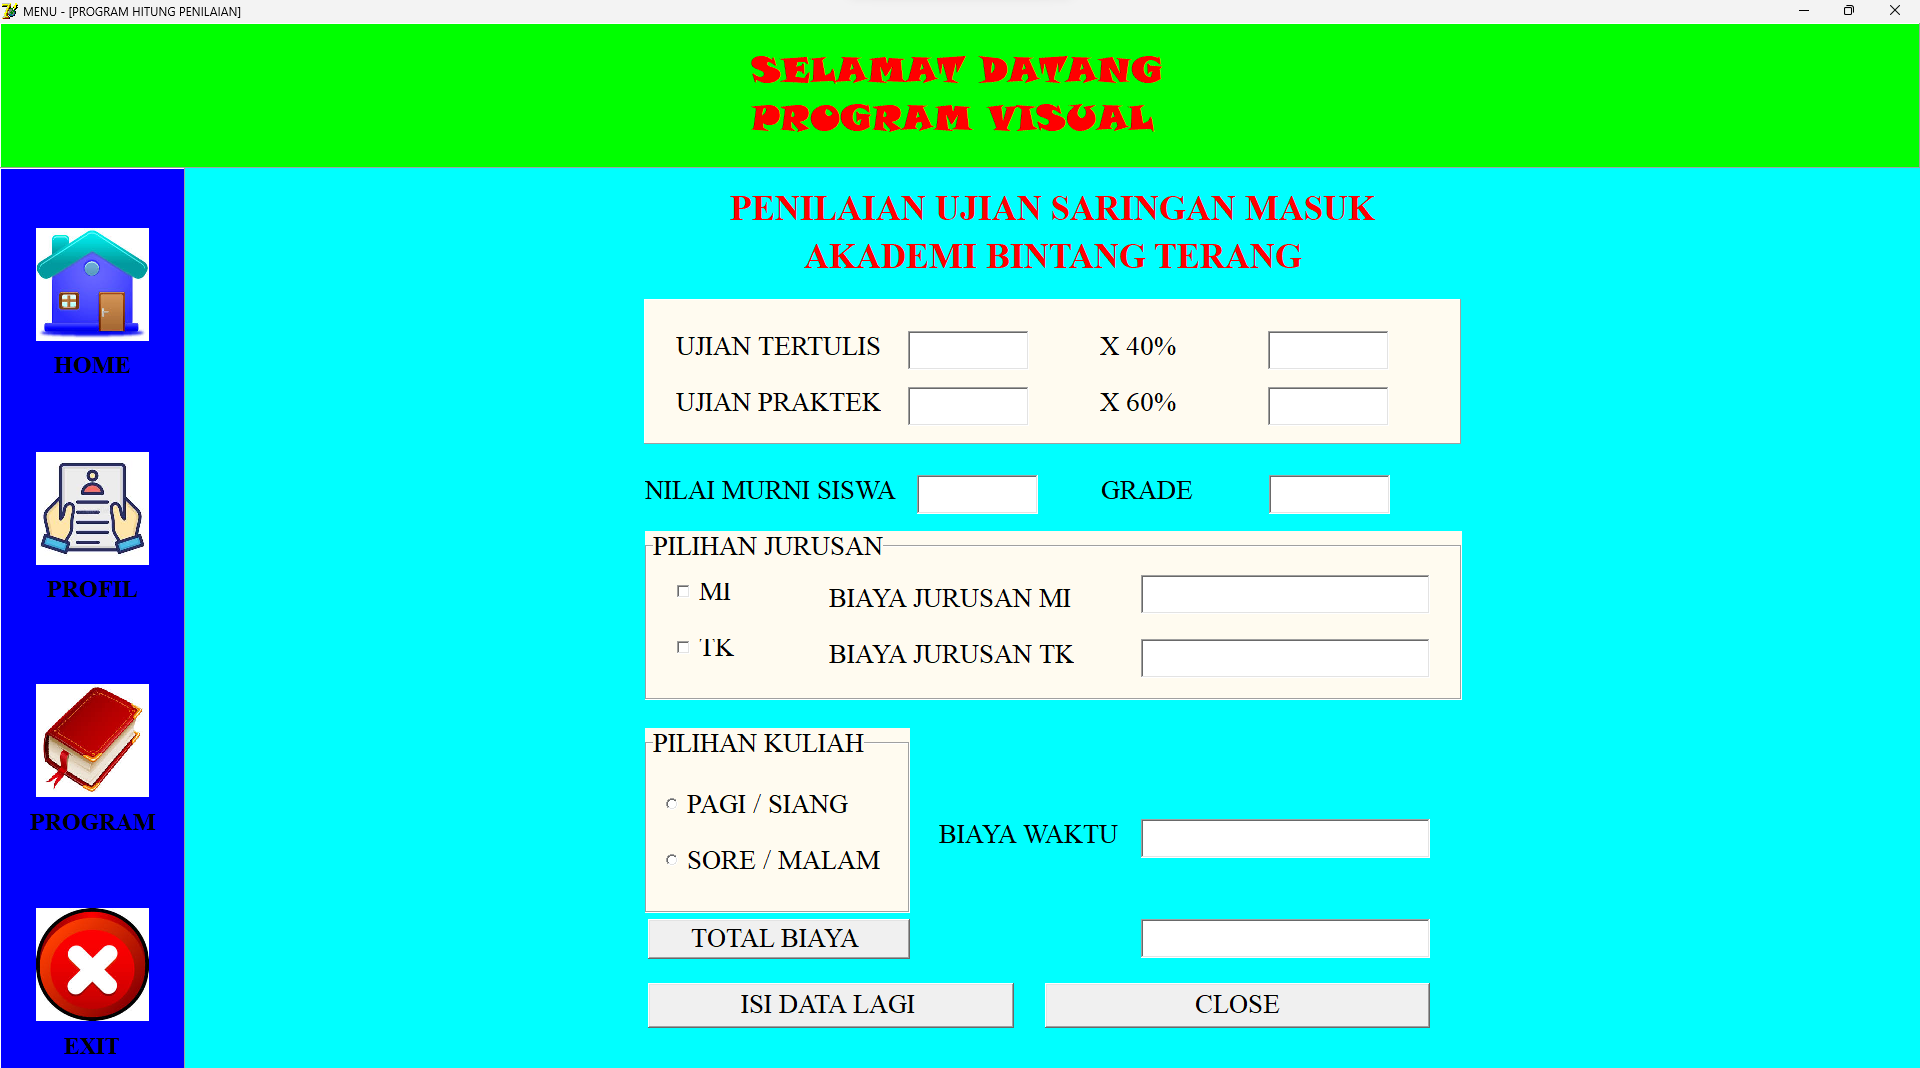 MENU - [PROGRAM HITUNG PENILAIAN]
SELAMAT DATANG
PROGRAM VISUAL
HOME
PROFIL
PROGRAM
EXIT
PENILAIAN UJIAN SARINGAN MASUK
AKADEMI BINTANG TERANG
UJIAN TERTULIS X 40%
UJIAN PRAKTEK X 60%
NILAI MURNI SISWA GRADE
PILIHAN JURUSAN
MI BIAYA JURUSAN MI
TK BIAYA JURUSAN TK
PILIHAN KULIAH
PAGI / SIANG
SORE / MALAM
BIAYA WAKTU
TOTAL BIAYA
ISI DATA LAGI CLOSE